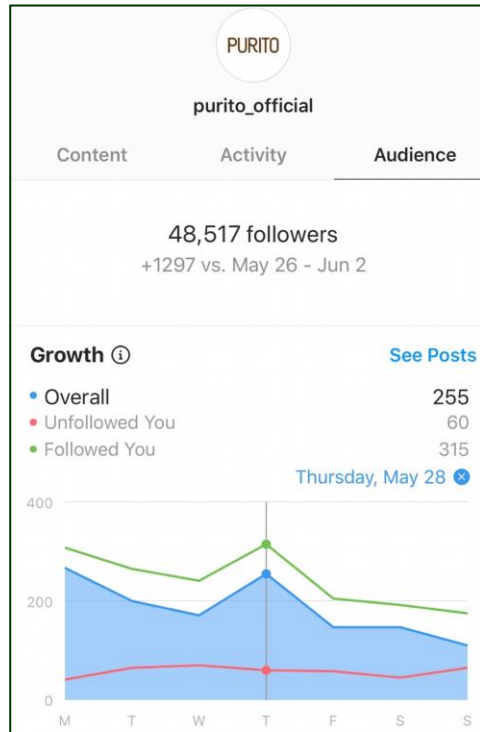 PURITO
purito_official
Content Activity Audience
48,517 followers
+1297 vs. May 26 - Jun 2
Growth See Posts
Overall 255
Unfollowed You 60
Followed You 315
Thursday, May 28
400
200
0
M T W T F S S